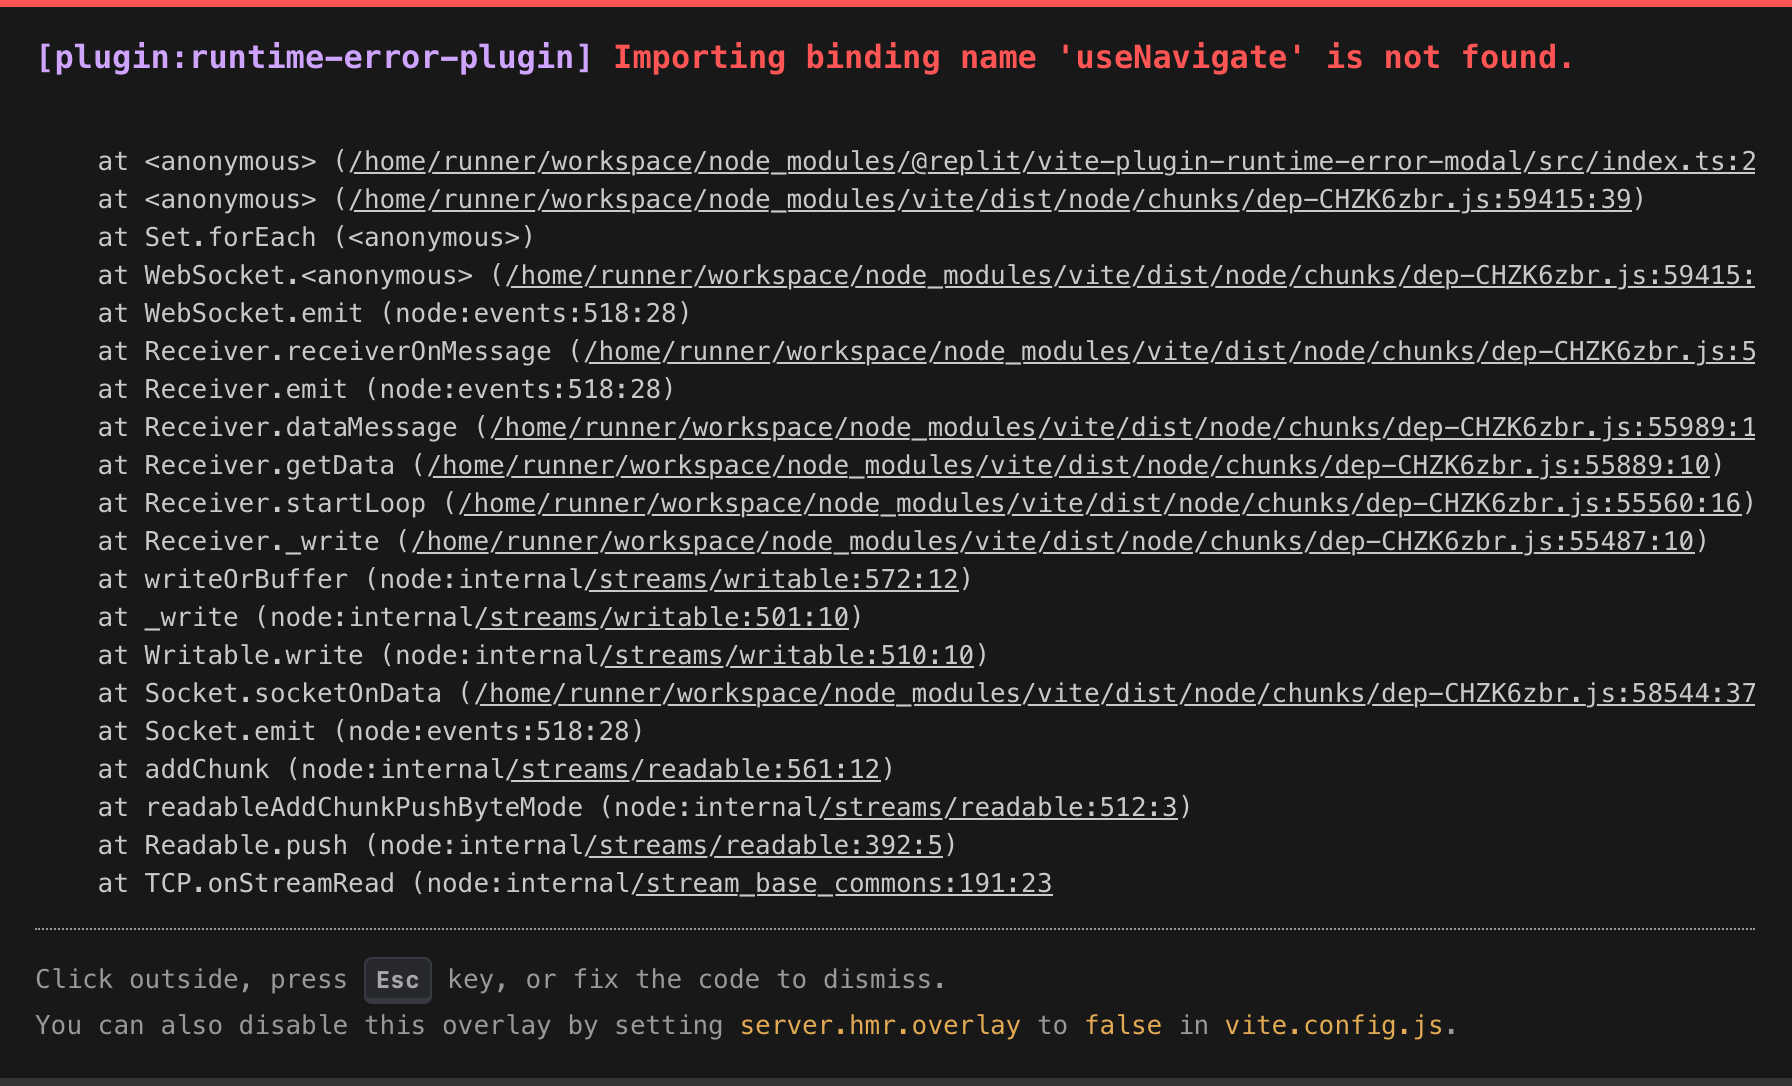 [plugin:runtime-error-plugin] Importing binding name 'useNavigate' is not found.
at <anonymous> (/home/runner/workspace/node_modules/@replit/vite-plugin-runtime-error-modal/src/index.ts:2
at <anonymous> (/home/runner/workspace/node_modules/vite/dist/node/chunks/dep-CHZK6zbr.js:59415:39)
at Set.forEach (<anonymous>)
at WebSocket.<anonymous> (/home/runner/workspace/node_modules/vite/dist/node/chunks/dep-CHZK6zbr.js:59415:
at WebSocket.emit (node:events:518:28)
at Receiver.receiverOnMessage (/home/runner/workspace/node_modules/vite/dist/node/chunks/dep-CHZK6zbr.js:5
at Receiver.emit (node:events:518:28)
at Receiver.dataMessage (/home/runner/workspace/node_modules/vite/dist/node/chunks/dep-CHZK6zbr.js:55989:1
at Receiver.getData (/home/runner/workspace/node_modules/vite/dist/node/chunks/dep-CHZK6zbr.js:55889:10)
at Receiver.startLoop (/home/runner/workspace/node_modules/vite/dist/node/chunks/dep-CHZK6zbr.js:55560:16)
at Receiver._write (/home/runner/workspace/node_modules/vite/dist/node/chunks/dep-CHZK6zbr.js:55487:10)
at writeOrBuffer (node:internal/streams/writable:572:12)
at _write (node:internal/streams/writable:501:10)
at Writable.write (node:internal/streams/writable:510:10)
at Socket.socketOnData (/home/runner/workspace/node_modules/vite/dist/node/chunks/dep-CHZK6zbr.js:58544:37
at Socket.emit (node:events:518:28)
at addChunk (node:internal/streams/readable:561:12)
at readableAddChunkPushByteMode (node:internal/streams/readable:512:3)
at Readable.push (node:internal/streams/readable:392:5)
at TCP.onStreamRead (node:internal/stream_base_commons:191:23
Click outside, press Esc key, or fix the code to dismiss.
You can also disable this overlay by setting server.hmr.overlay to false in vite.config.js.